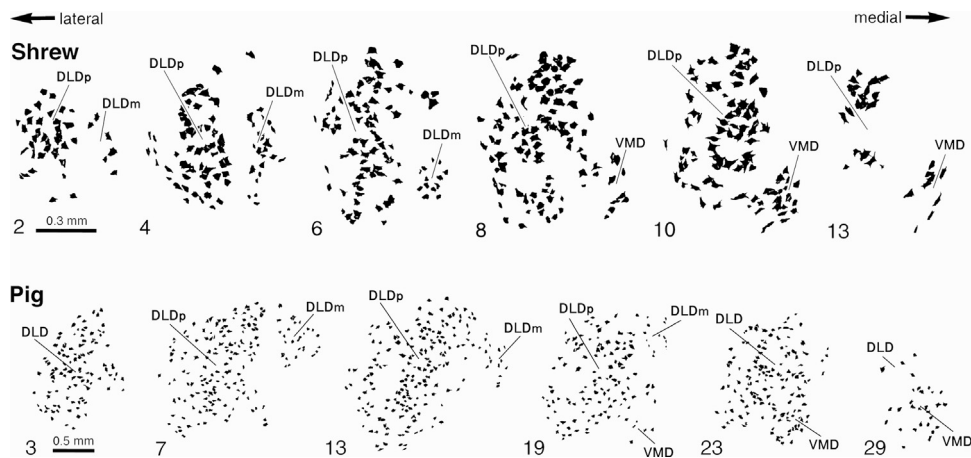 lateral
medial
Shrew
DLDp
DLDm
DLDp
DLDm
DLDp
DLDm
DLDp
VMD
DLDp
VMD
DLDp
VMD
2
0.3 mm
4
6
8
10
13
Pig
DLD
DLDp
DLDm
DLDp
DLDm
DLDp
DLDm
VMD
DLD
VMD
DLD
VMD
3
0.5 mm
7
13
19
23
29